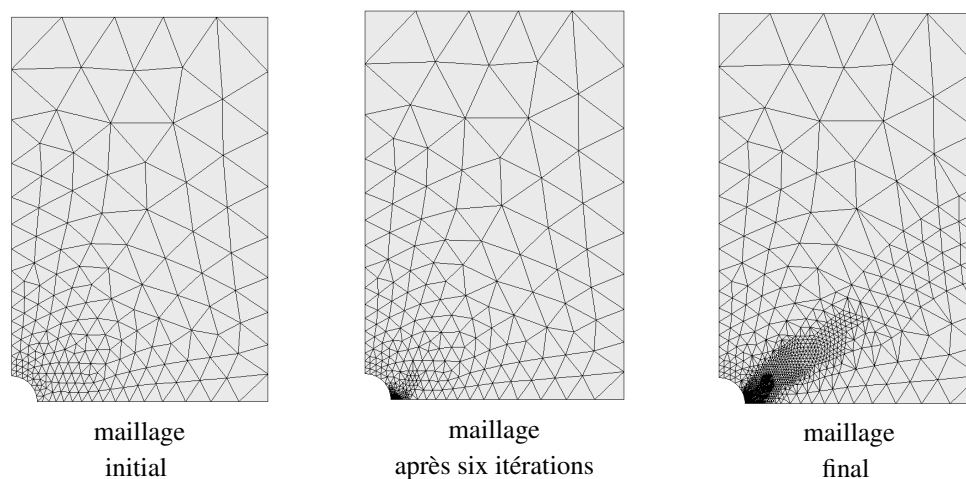 maillage
initial
maillage
après six itérations
maillage
final